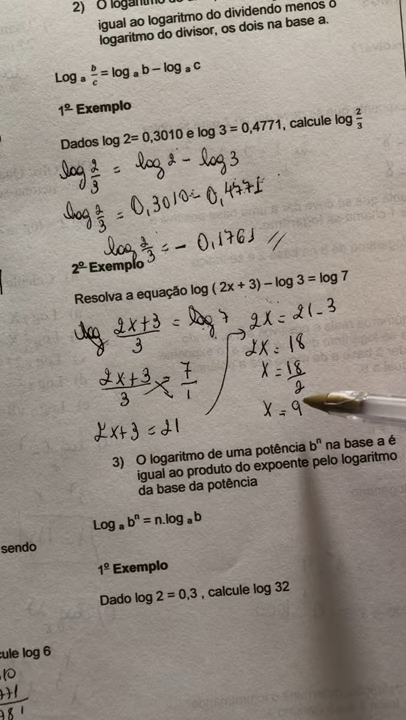 2) O logaritmo
igual ao logaritmo do dividendo menos o
logaritmo do divisor, os dois na base a.
Log a b/c = log a b – log a c
1º Exemplo
Dados log 2= 0,3010 e log 3 = 0,4771, calcule log 2/3
log 2/3 = log 2 - log 3
log 2/3 = 0,3010 - 0,4771
log 2/3 = - 0,1761 //
2º Exemplo
Resolva a equação log ( 2x + 3) – log 3 = log 7
log (2x+3)/3 = log 7
(2x+3)/3 = 7/1
2x+3 = 21
2x = 21 - 3
2x = 18
x = 18/2
x = 9
3) O logaritmo de uma potência bⁿ na base a é
igual ao produto do expoente pelo logaritmo
da base da potência
Log a bⁿ = n.log a b
sendo
1º Exemplo
Dado log 2 = 0,3 , calcule log 32
cule log 6
10
771
781